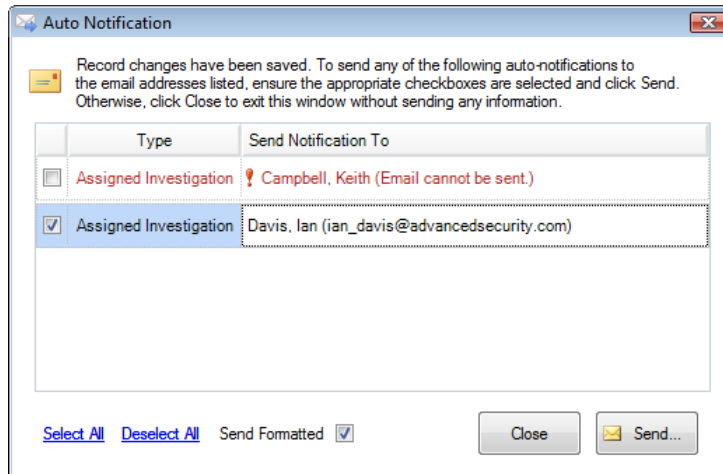 Auto Notification
Record changes have been saved. To send any of the following auto-notifications to
the email addresses listed, ensure the appropriate checkboxes are selected and click Send.
Otherwise, click Close to exit this window without sending any information.
Type Send Notification To
Assigned Investigation Campbell, Keith (Email cannot be sent.)
Assigned Investigation Davis, Ian (ian_davis@advancedsecurity.com)
Select All Deselect All Send Formatted Close Send...